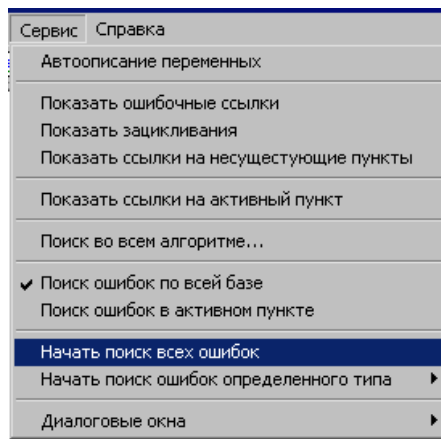 Сервис Справка
Автоописание переменных
Показать ошибочные ссылки
Показать зацикливания
Показать ссылки на несущестующие пункты
Показать ссылки на активный пункт
Поиск во всем алгоритме...
Поиск ошибок по всей базе
Поиск ошибок в активном пункте
Начать поиск всех ошибок
Начать поиск ошибок определенного типа
Диалоговые окна